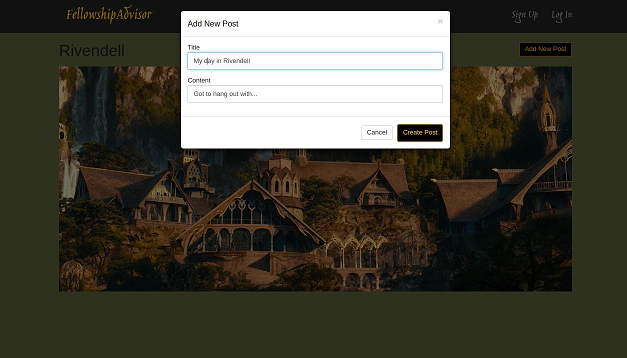 FellowshipAdvisor
Sign Up
Log In
Add New Post
×
Rivendell
Add New Post
Title
My day in Rivendell
Content
Got to hang out with...
Cancel
Create Post